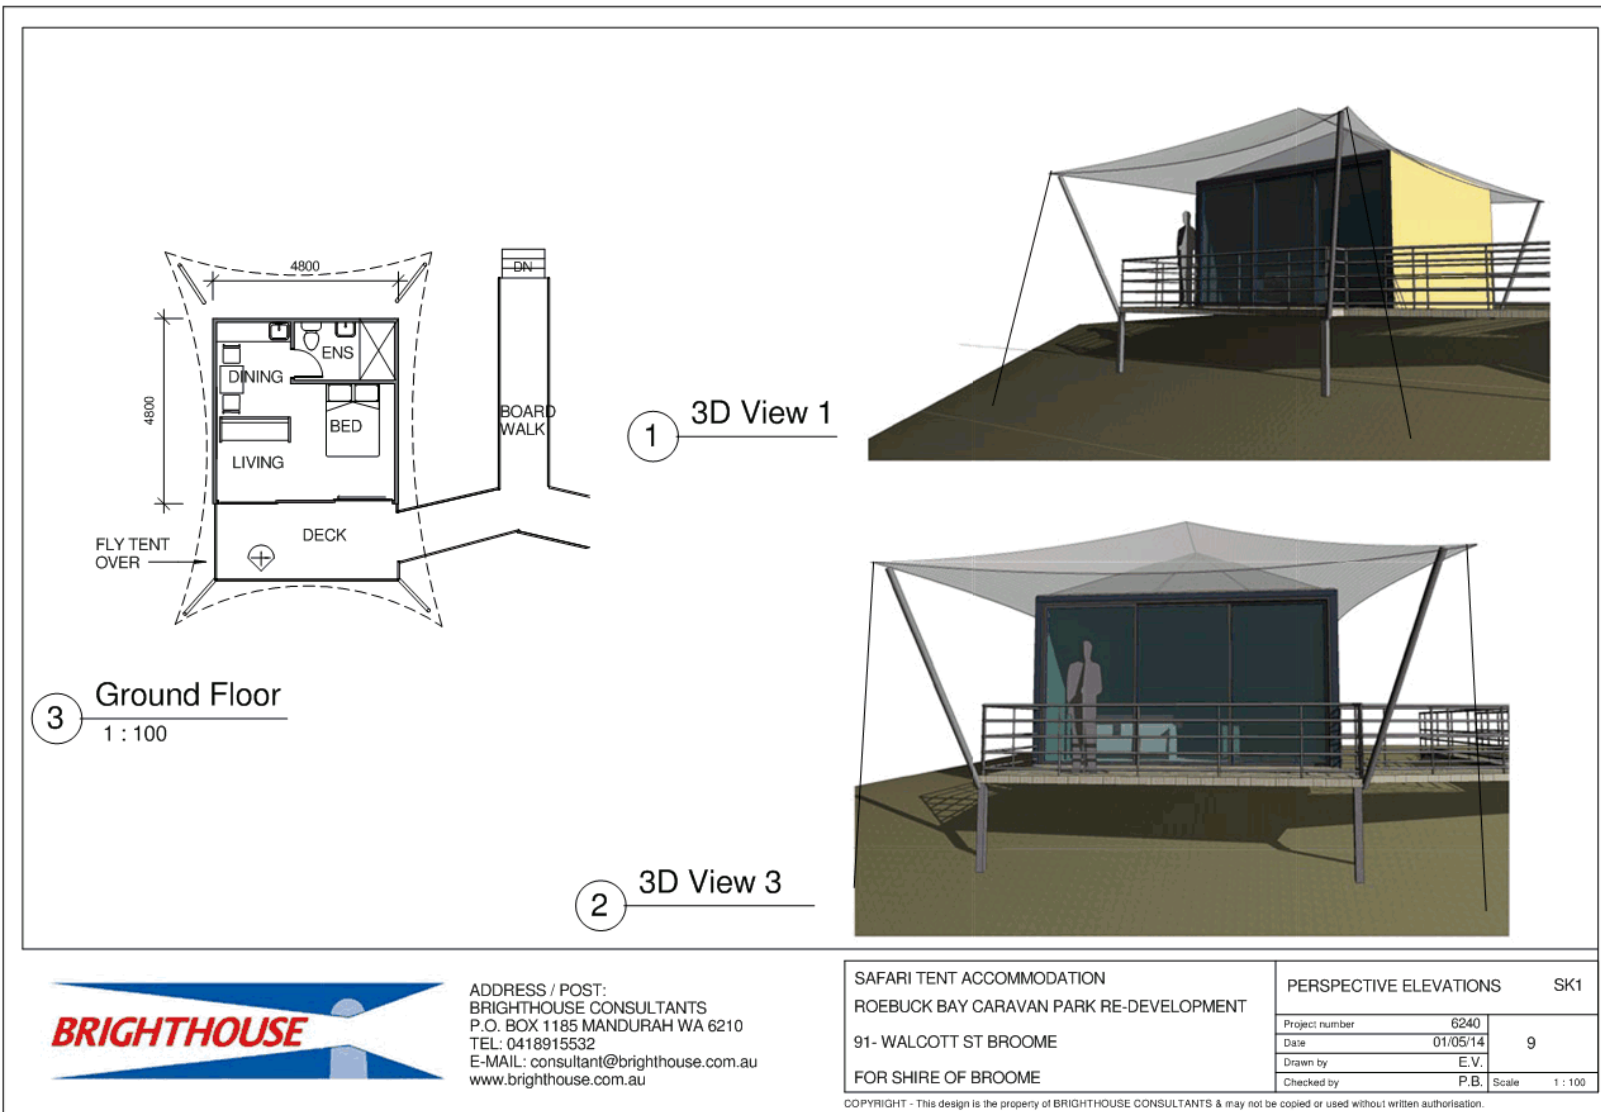 4800
DN
ENS
DINING
4800
BED
BOARD
WALK
LIVING
DECK
FLY TENT
OVER
3
Ground Floor
1 : 100
1
3D View 1
2
3D View 3
BRIGHTHOUSE
ADDRESS / POST:
BRIGHTHOUSE CONSULTANTS
P.O. BOX 1185 MANDURAH WA 6210
TEL: 0418915532
E-MAIL: consultant@brighthouse.com.au
www.brighthouse.com.au
SAFARI TENT ACCOMMODATION
ROEBUCK BAY CARAVAN PARK RE-DEVELOPMENT
91- WALCOTT ST BROOME
FOR SHIRE OF BROOME
PERSPECTIVE ELEVATIONS SK1
Project number 6240
Date 01/05/14
Drawn by E.V.
Checked by P.B.
9
Scale 1 : 100
COPYRIGHT - This design is the property of BRIGHTHOUSE CONSULTANTS & may not be copied or used without written authorisation.